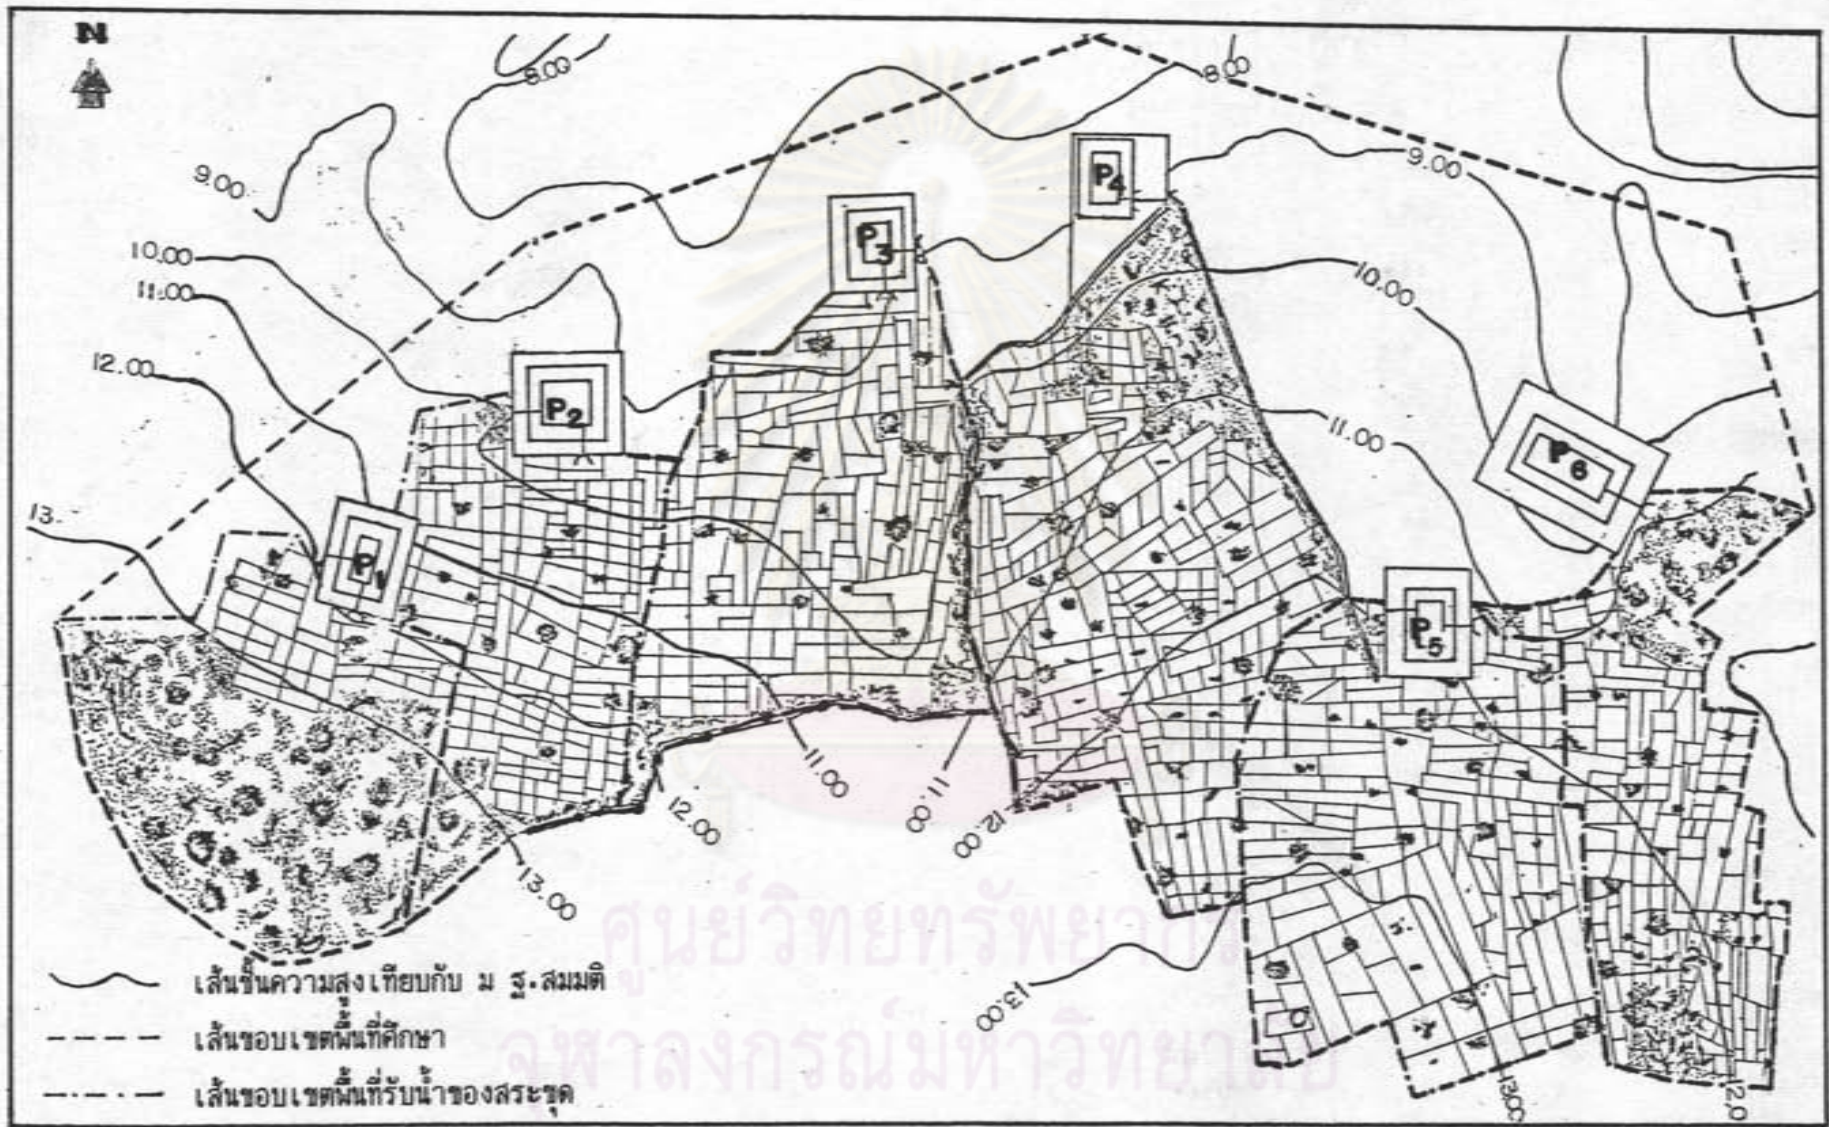 N
8.00
8.00
9.00
9.00
P4
P3
10.00
10.00
11.00
12.00
P2
11.00
P6
13.
P1
P5
11.00
11.00
12.00
12.00
13.00
13.00
13.00
12.0
เส้นชั้นความสูงเทียบกับ ม ฐ.สมมติ
เส้นขอบเขตพื้นที่ศึกษา
เส้นขอบเขตพื้นที่รับน้ำของสระขุด
ศูนย์วิทยทรัพยากร
จุฬาลงกรณ์มหาวิทยาลัย